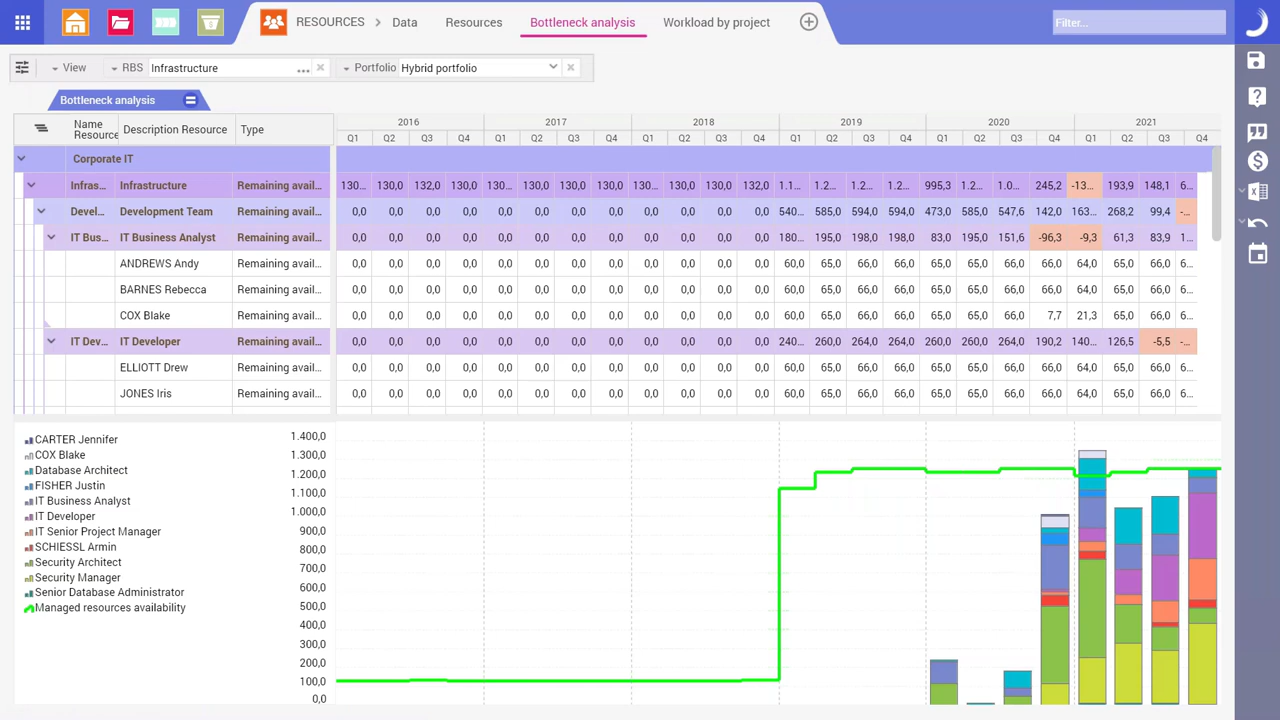 RESOURCES Data Resources Bottleneck analysis Workload by project Filter...
View RBS Infrastructure ... Portfolio Hybrid portfolio
Bottleneck analysis
Name Resource Description Resource Type 2016 2017 2018 2019 2020 2021
Q1 Q2 Q3 Q4 Q1 Q2 Q3 Q4 Q1 Q2 Q3 Q4 Q1 Q2 Q3 Q4 Q1 Q2 Q3 Q4 Q1 Q2 Q3 Q4
Corporate IT
Infras... Infrastructure Remaining avail... 130... 130,0 132,0 130,0 130... 130,0 130,0 130,0 130... 130,0 130,0 132,0 1.1... 1.2... 1.2... 1.2... 995,3 1.2... 1.0... 245,2 -13... 193,9 148,1 6...
Devel... Development Team Remaining avail... 0,0 0,0 0,0 0,0 0,0 0,0 0,0 0,0 0,0 0,0 0,0 0,0 540... 585,0 594,0 594,0 473,0 585,0 547,6 142,0 163... 268,2 99,4 -...
IT Bus... IT Business Analyst Remaining avail... 0,0 0,0 0,0 0,0 0,0 0,0 0,0 0,0 0,0 0,0 0,0 0,0 180... 195,0 198,0 198,0 83,0 195,0 151,6 -96,3 -9,3 61,3 83,9 1...
ANDREWS Andy Remaining avail... 0,0 0,0 0,0 0,0 0,0 0,0 0,0 0,0 0,0 0,0 0,0 0,0 60,0 65,0 66,0 66,0 65,0 65,0 66,0 66,0 64,0 65,0 66,0 6...
BARNES Rebecca Remaining avail... 0,0 0,0 0,0 0,0 0,0 0,0 0,0 0,0 0,0 0,0 0,0 0,0 60,0 65,0 66,0 66,0 65,0 65,0 66,0 66,0 64,0 65,0 66,0 6...
COX Blake Remaining avail... 0,0 0,0 0,0 0,0 0,0 0,0 0,0 0,0 0,0 0,0 0,0 0,0 60,0 65,0 66,0 66,0 65,0 65,0 66,0 7,7 21,3 65,0 66,0 6...
IT Dev... IT Developer Remaining avail... 0,0 0,0 0,0 0,0 0,0 0,0 0,0 0,0 0,0 0,0 0,0 0,0 240... 260,0 264,0 264,0 260,0 260,0 264,0 190,2 140... 126,5 -5,5 -...
ELLIOTT Drew Remaining avail... 0,0 0,0 0,0 0,0 0,0 0,0 0,0 0,0 0,0 0,0 0,0 0,0 60,0 65,0 66,0 66,0 65,0 65,0 66,0 66,0 64,0 65,0 66,0 6...
JONES Iris Remaining avail... 0,0 0,0 0,0 0,0 0,0 0,0 0,0 0,0 0,0 0,0 0,0 0,0 60,0 65,0 66,0 66,0 65,0 65,0 66,0 66,0 64,0 65,0 66,0 6...
CARTER Jennifer
COX Blake
Database Architect
FISHER Justin
IT Business Analyst
IT Developer
IT Senior Project Manager
SCHIESSL Armin
Security Architect
Security Manager
Senior Database Administrator
Managed resources availability
1.400,0
1.300,0
1.200,0
1.100,0
1.000,0
900,0
800,0
700,0
600,0
500,0
400,0
300,0
200,0
100,0
0,0